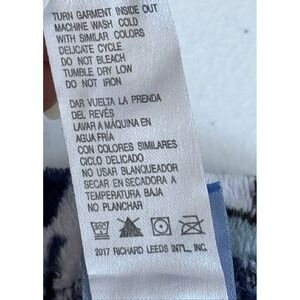 TURN GARMENT INSIDE OUT
MACHINE WASH COLD
WITH SIMILAR COLORS
DELICATE CYCLE
DO NOT BLEACH
TUMBLE DRY LOW
DO NOT IRON
DAR VUELTA LA PRENDA
DEL REVÉS
LAVAR A MÁQUINA EN
AGUA FRÍA
CON COLORES SIMILARES
CICLO DELICADO
NO USAR BLANQUEADOR
SECAR EN SECADORA A
TEMPERATURA BAJA
NO PLANCHAR
2017 RICHARD LEEDS INT'L., INC.